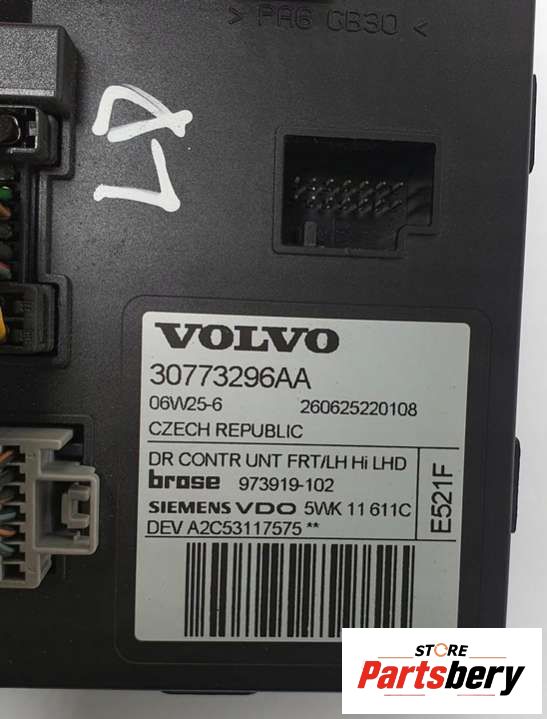 > PA6 GB30 <
LD
VOLVO
30773296AA
06W25-6 260625220108
CZECH REPUBLIC
DR CONTR UNT FRT/LH Hi LHD
brose 973919-102
SIEMENS VDO 5WK 11 611C
DEV A2C53117575 **
E521F
STORE
Partsbery